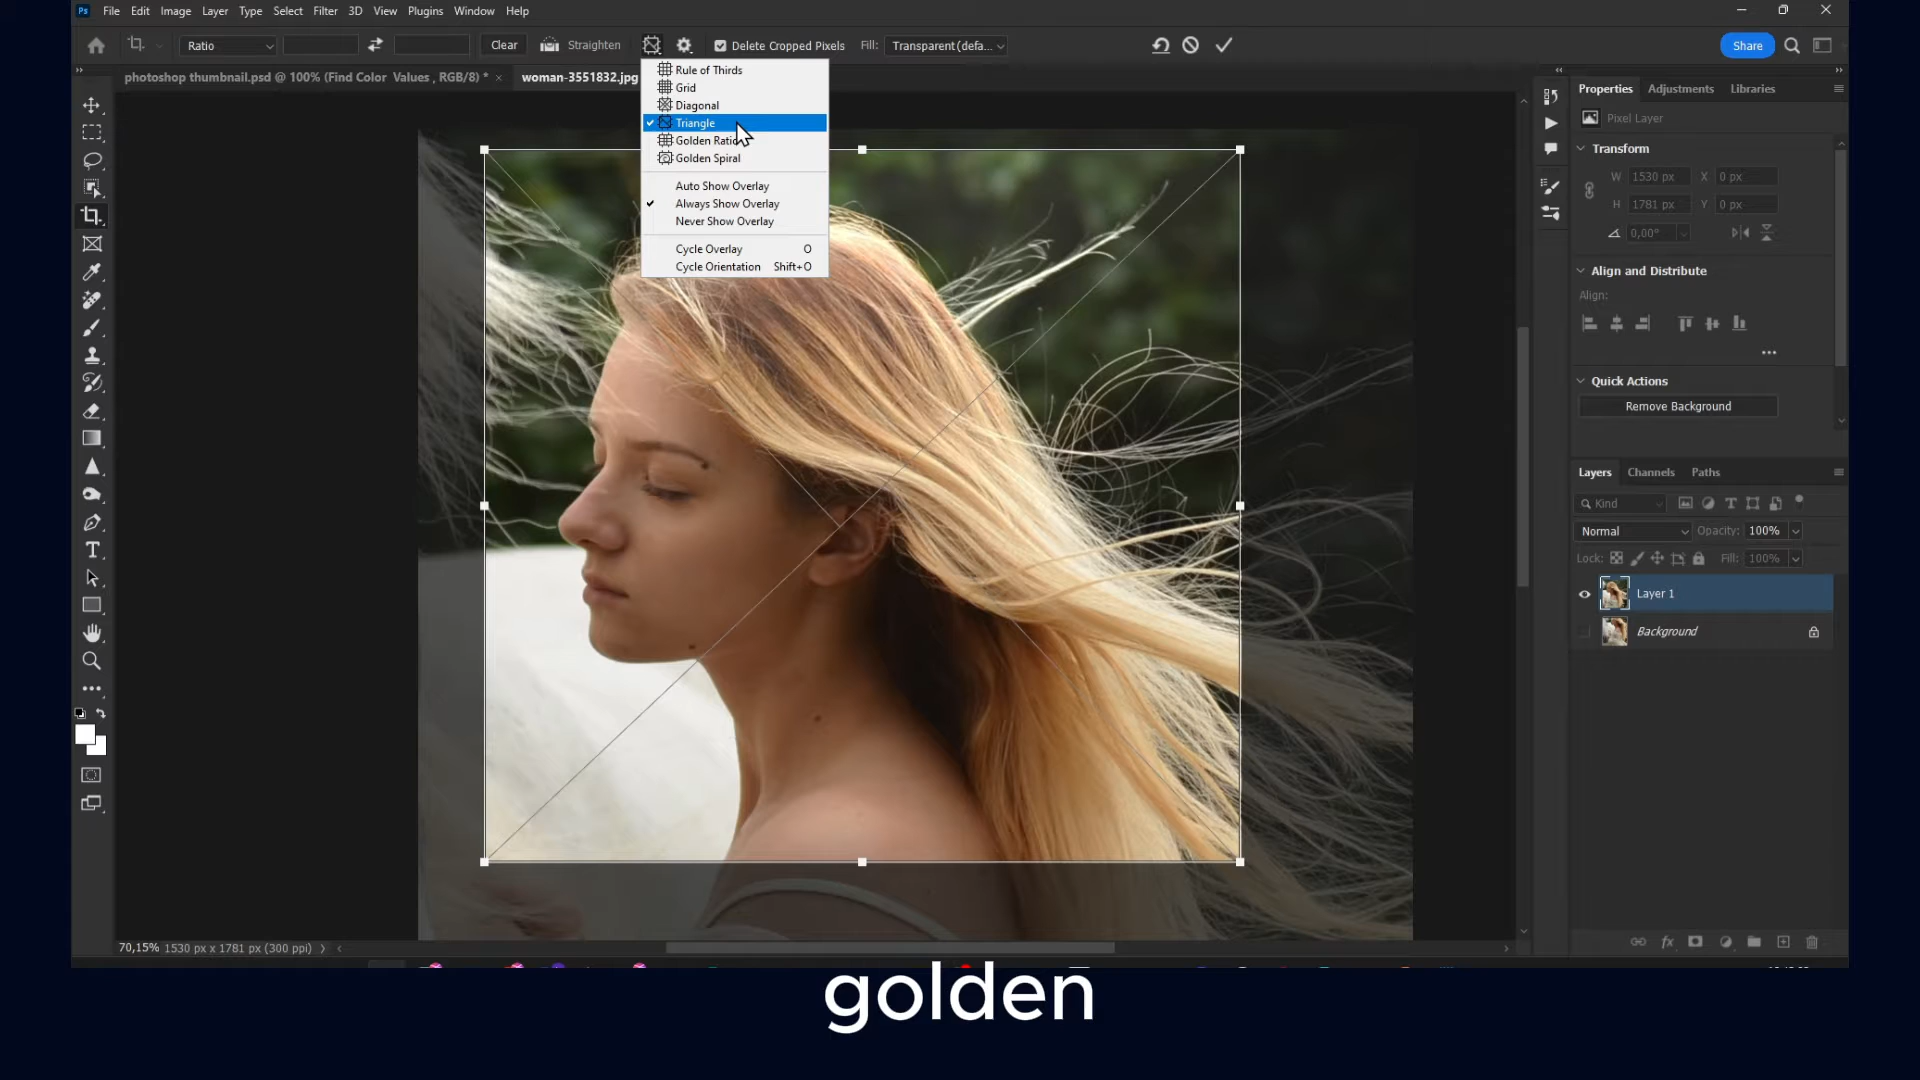 Ps File Edit Image Layer Type Select Filter 3D View Plugins Window Help
Ratio Clear Straighten Delete Cropped Pixels Fill: Transparent (defa... Share
photoshop thumbnail.psd @ 100% (Find Color Values , RGB/8) * × woman-3551832.jpg
Rule of Thirds
Grid
Diagonal
Triangle
Golden Ratio
Golden Spiral
Auto Show Overlay
Always Show Overlay
Never Show Overlay
Cycle Overlay O
Cycle Orientation Shift+O
Properties Adjustments Libraries
Pixel Layer
Transform
W 1530 px X 0 px
H 1781 px Y 0 px
0,00°
Align and Distribute
Align:
Quick Actions
Remove Background
Layers Channels Paths
Kind
Normal Opacity: 100%
Lock: Fill: 100%
Layer 1
Background
70,15% 1530 px x 1781 px (300 ppi)
golden